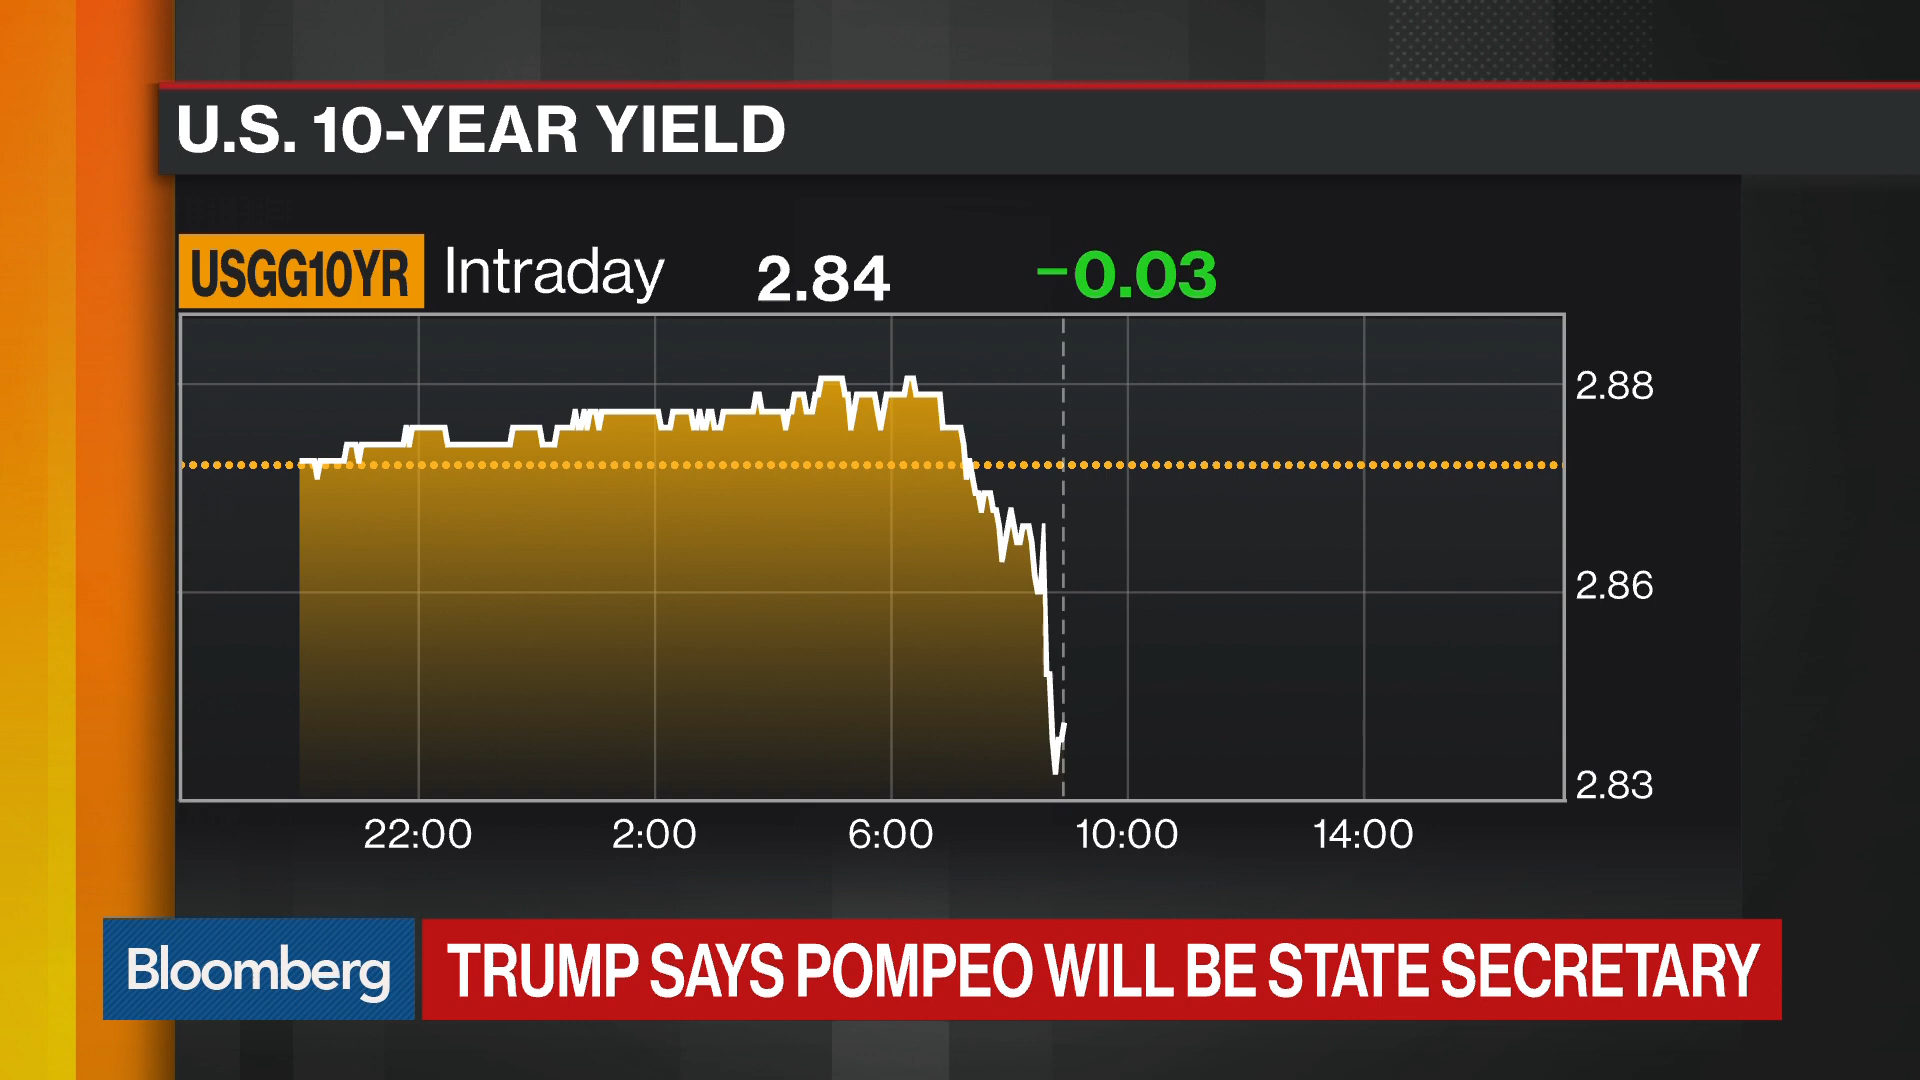 U.S. 10-YEAR YIELD
USGG10YR Intraday 2.84 -0.03
2.88
2.86
2.83
22:00 2:00 6:00 10:00 14:00
Bloomberg TRUMP SAYS POMPEO WILL BE STATE SECRETARY